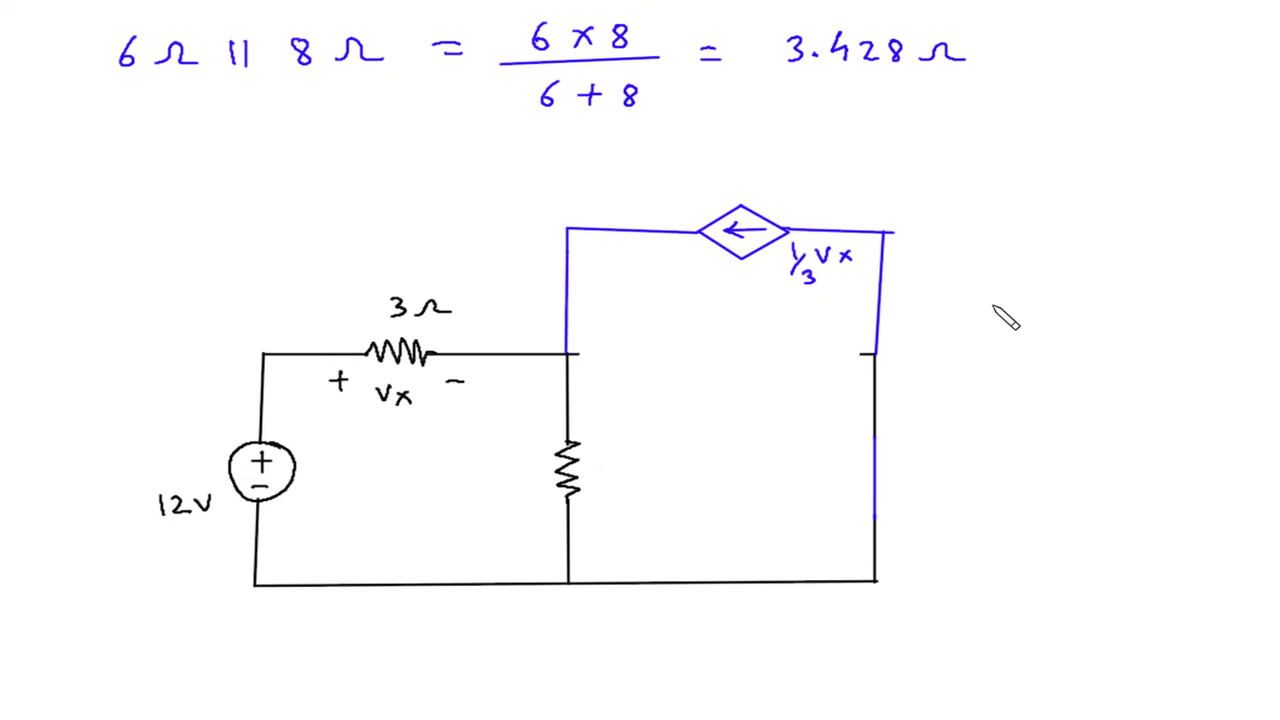 6 Ω || 8 Ω = 6 × 8 / 6 + 8 = 3.428 Ω
1/3 Vx
3 Ω
+ Vx -
+
-
12V